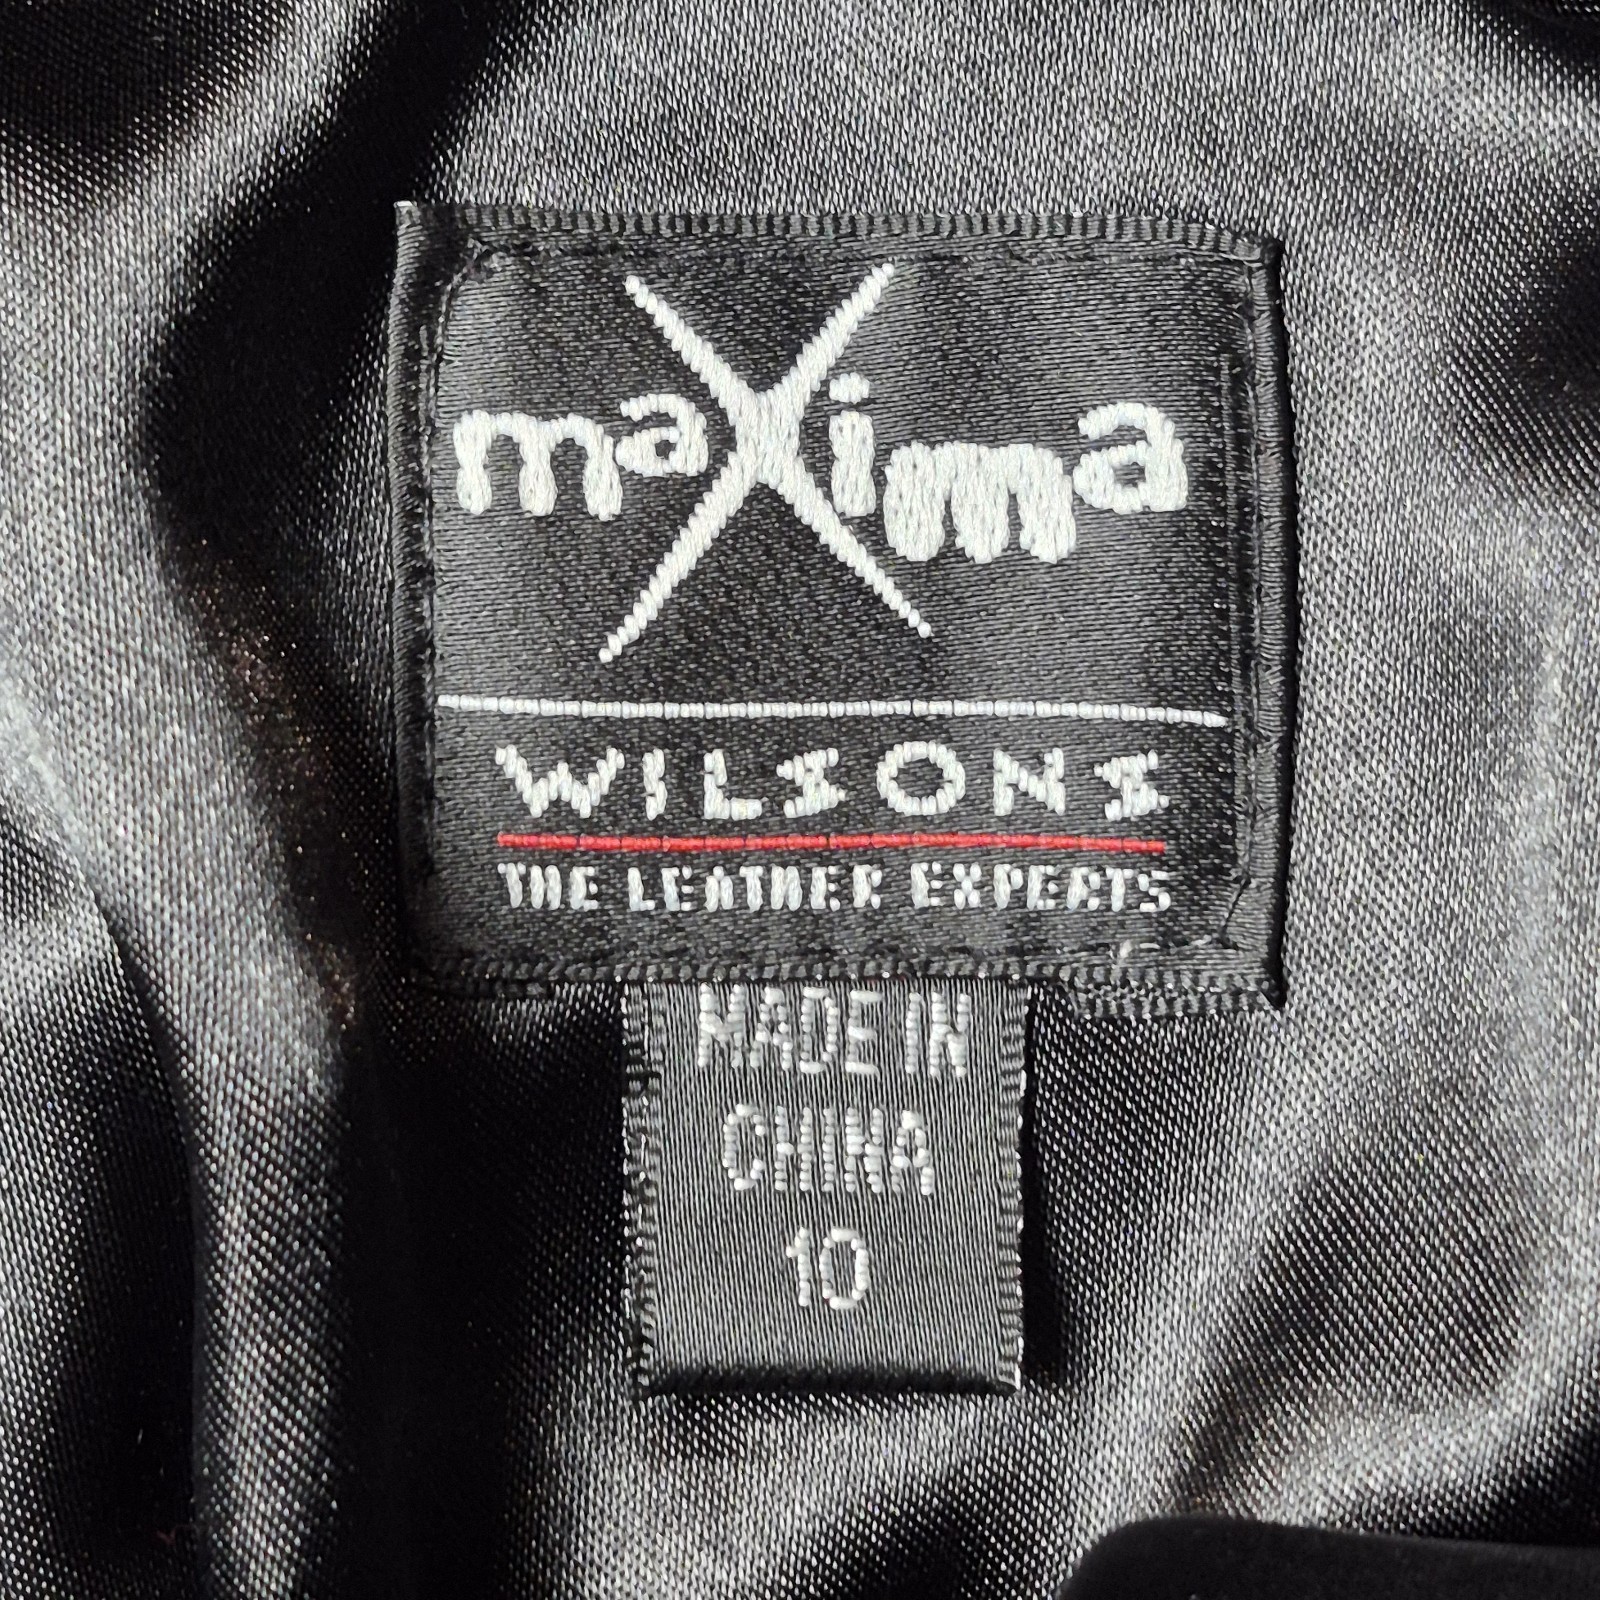 maXima
WILSONS
THE LEATHER EXPERTS
MADE IN
CHINA
10